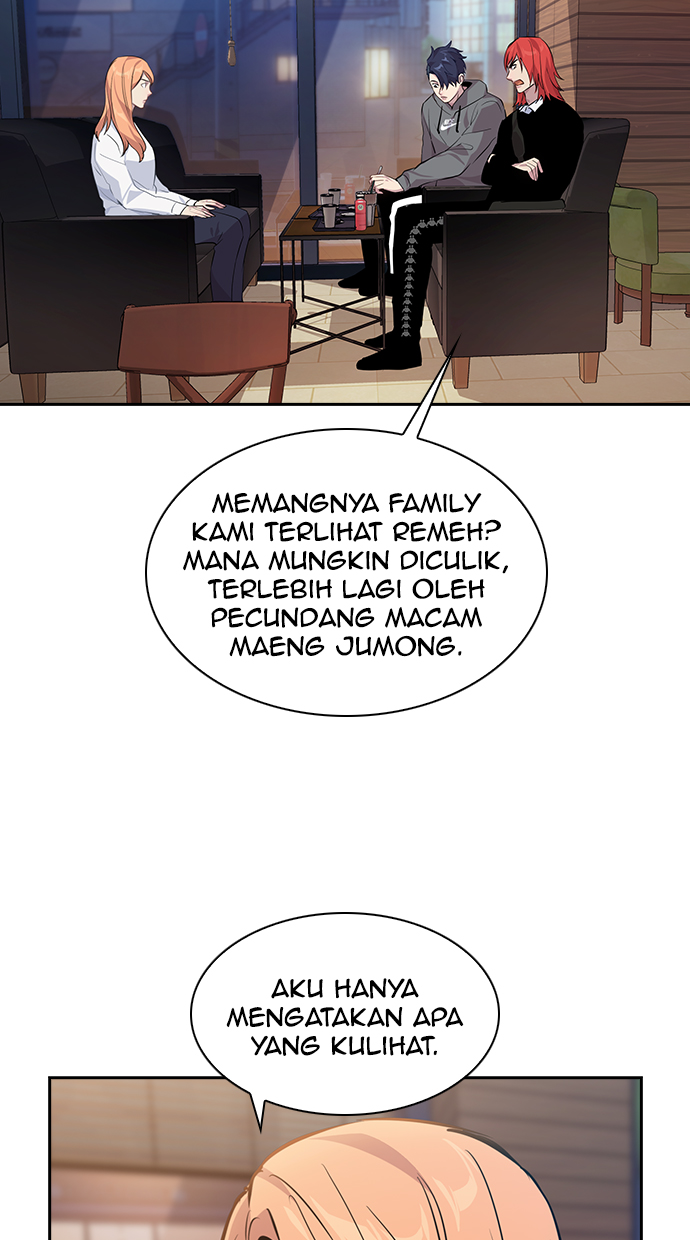 MEMANGNYA FAMILY
KAMI TERLIHAT REMEH?
MANA MUNGKIN DICULIK,
TERLEBIH LAGI OLEH
PECUNDANG MACAM
MAENG JUMONG.
AKU HANYA
MENGATAKAN APA
YANG KULIHAT.